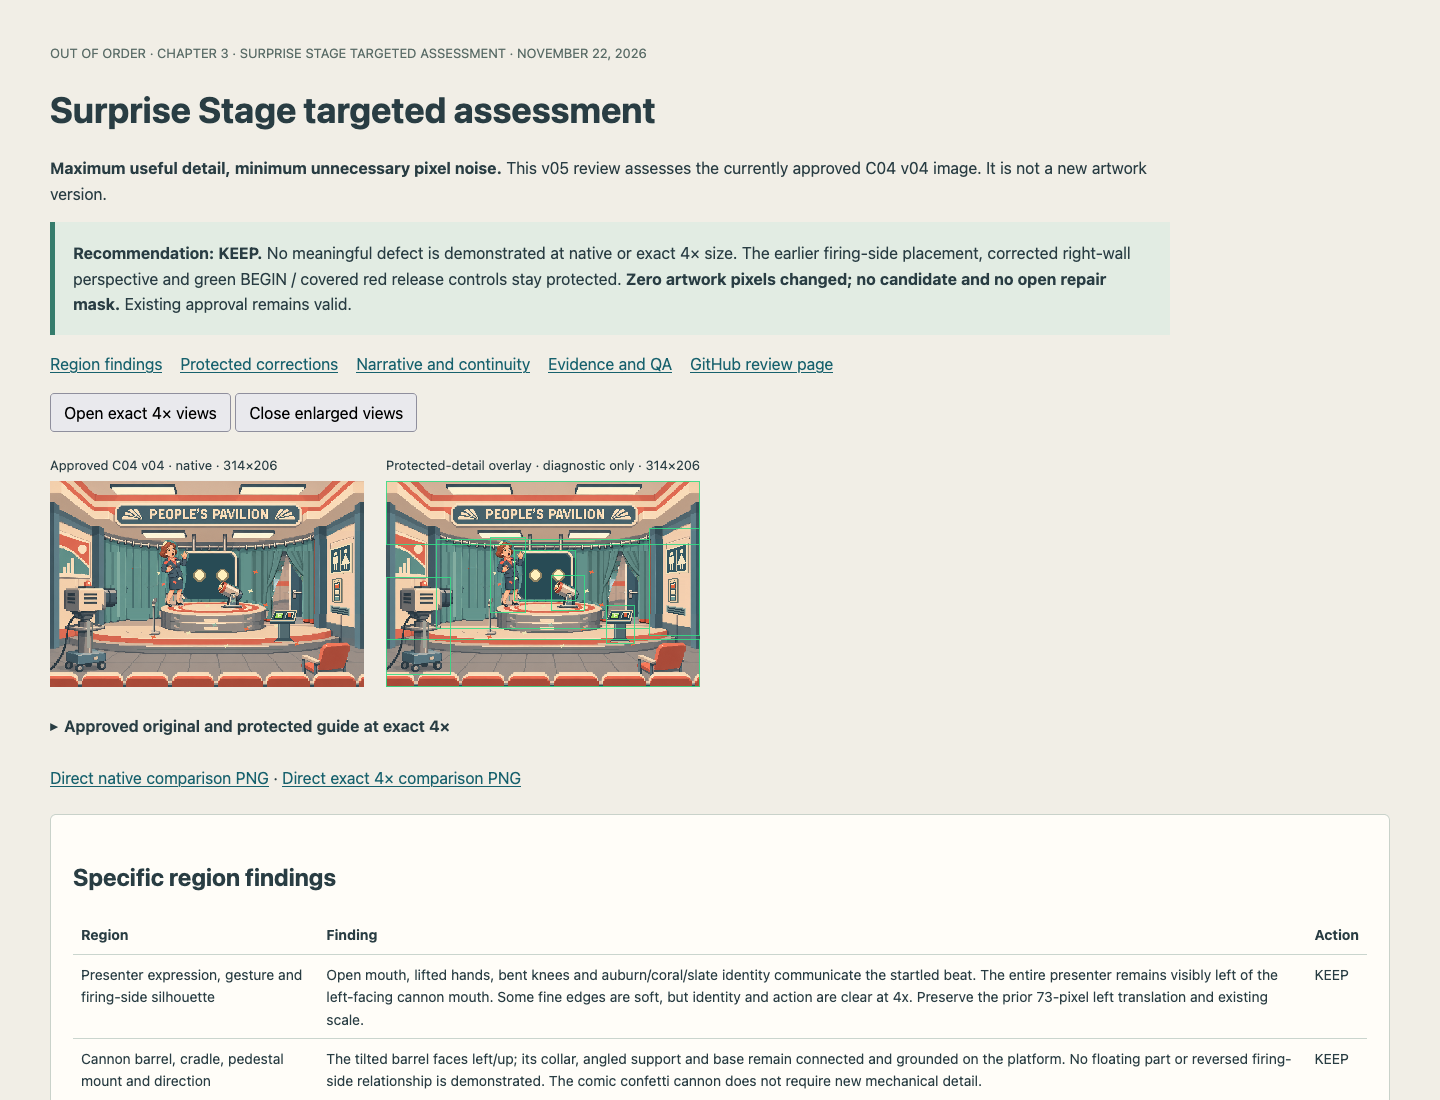 OUT OF ORDER · CHAPTER 3 · SURPRISE STAGE TARGETED ASSESSMENT · NOVEMBER 22, 2026
Surprise Stage targeted assessment
Maximum useful detail, minimum unnecessary pixel noise. This v05 review assesses the currently approved C04 v04 image. It is not a new artwork
version.
Recommendation: KEEP. No meaningful defect is demonstrated at native or exact 4× size. The earlier firing-side placement, corrected right-wall
perspective and green BEGIN / covered red release controls stay protected. Zero artwork pixels changed; no candidate and no open repair
mask. Existing approval remains valid.
Region findings Protected corrections Narrative and continuity Evidence and QA GitHub review page
Open exact 4× views Close enlarged views
Approved C04 v04 · native · 314×206 Protected-detail overlay · diagnostic only · 314×206
PEOPLE'S PAVILION PEOPLE'S PAVILION
▸ Approved original and protected guide at exact 4×
Direct native comparison PNG · Direct exact 4× comparison PNG
Specific region findings
Region Finding Action
Presenter expression, gesture and Open mouth, lifted hands, bent knees and auburn/coral/slate identity communicate the startled beat. The entire presenter remains visibly left of the KEEP
firing-side silhouette left-facing cannon mouth. Some fine edges are soft, but identity and action are clear at 4x. Preserve the prior 73-pixel left translation and existing
scale.
Cannon barrel, cradle, pedestal The tilted barrel faces left/up; its collar, angled support and base remain connected and grounded on the platform. No floating part or reversed firing- KEEP
mount and direction side relationship is demonstrated. The comic confetti cannon does not require new mechanical detail.